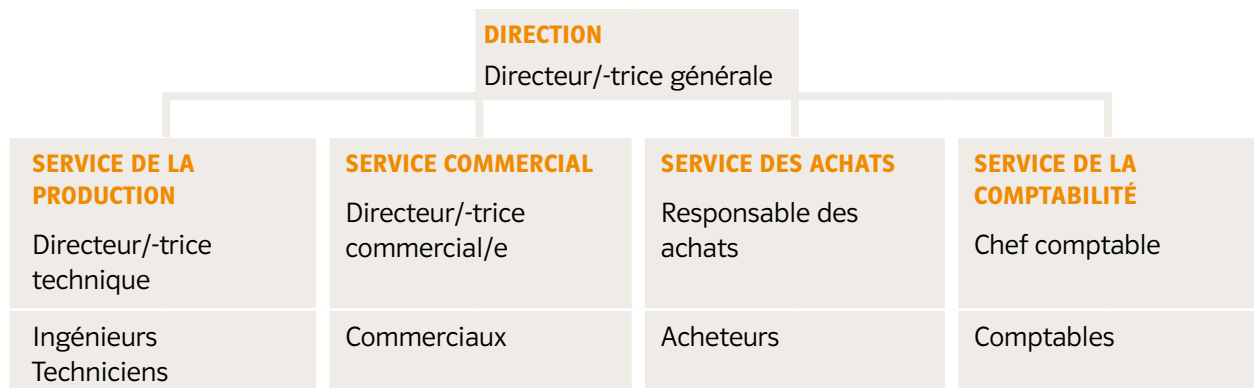 DIRECTION
Directeur/-trice générale
SERVICE DE LA
PRODUCTION
Directeur/-trice
technique
Ingénieurs
Techniciens
SERVICE COMMERCIAL
Directeur/-trice
commercial/e
Commerciaux
SERVICE DES ACHATS
Responsable des
achats
Acheteurs
SERVICE DE LA
COMPTABILITÉ
Chef comptable
Comptables